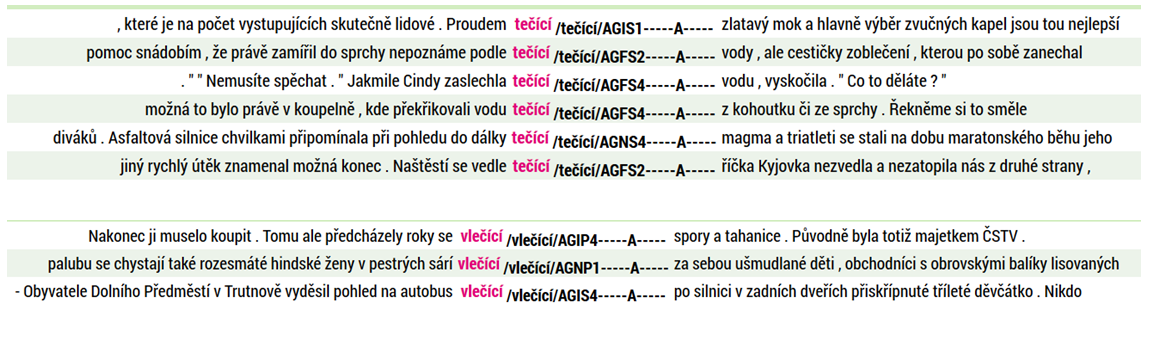 , které je na počet vystupujících skutečně lidové . Proudem tečící /tečící/AGIS1-----A----- zlatavý mok a hlavně výběr zvučných kapel jsou tou nejlepší
pomoc snádobím , že právě zamířil do sprchy nepoznáme podle tečící /tečící/AGFS2-----A----- vody , ale cestičky zoblečení , kterou po sobě zanechal
. " " Nemusíte spěchat . " Jakmile Cindy zaslechla tečící /tečící/AGFS4-----A----- vodu , vyskočila . " Co to děláte ? "
možná to bylo právě v koupelně , kde překřikovali vodu tečící /tečící/AGFS4-----A----- z kohoutku či ze sprchy . Řekněme si to směle
diváků . Asfaltová silnice chvilkami připomínala při pohledu do dálky tečící /tečící/AGNS4-----A----- magma a triatleti se stali na dobu maratonského běhu jeho
jiný rychlý útěk znamenal možná konec . Naštěstí se vedle tečící /tečící/AGFS2-----A----- říčka Kyjovka nezvedla a nezatopila nás z druhé strany ,
Nakonec ji muselo koupit . Tomu ale předcházely roky se vlečící /vlečící/AGIP4-----A----- spory a tahanice . Původně byla totiž majetkem ČSTV .
palubu se chystají také rozesmáté hindské ženy v pestrých sárí vlečící /vlečící/AGNP1-----A----- za sebou ušmudlané děti , obchodníci s obrovskými balíky lisovaných
- Obyvatele Dolního Předměstí v Trutnově vyděsil pohled na autobus vlečící /vlečící/AGIS4-----A----- po silnici v zadních dveřích přiskřípnuté tříleté děvčátko . Nikdo